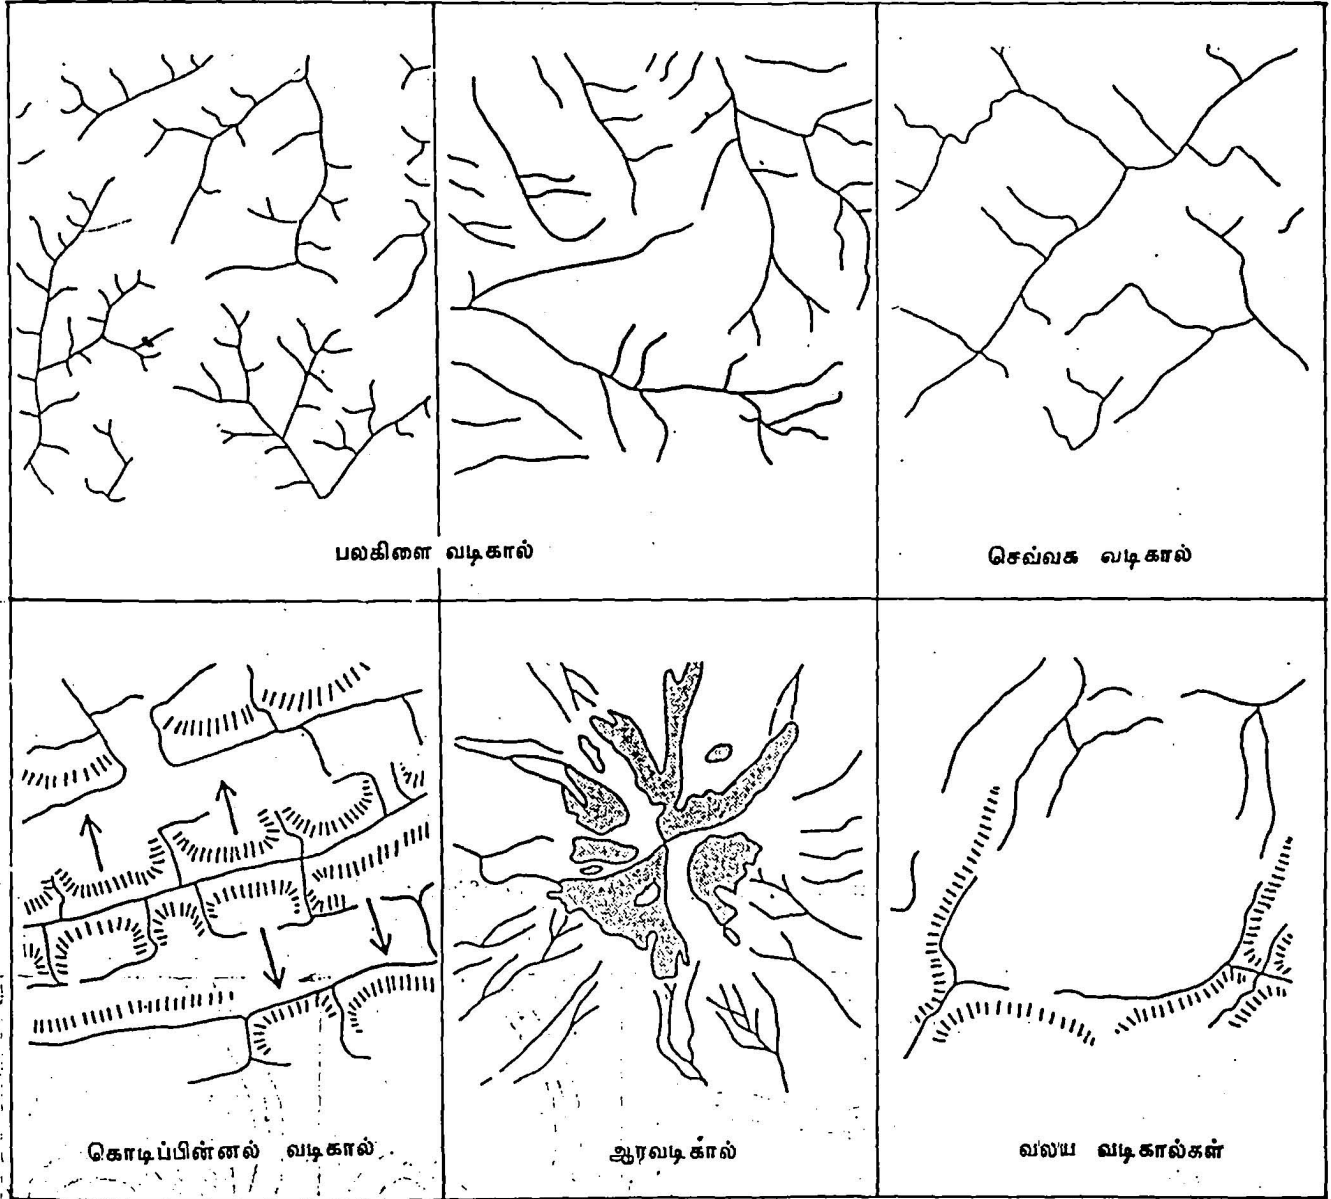 பலகிளை வடிகால்
செவ்வக வடிகால்
கொடிப்பின்னல் வடிகால்
ஆரவடிகால்
வலய வடிகால்கள்